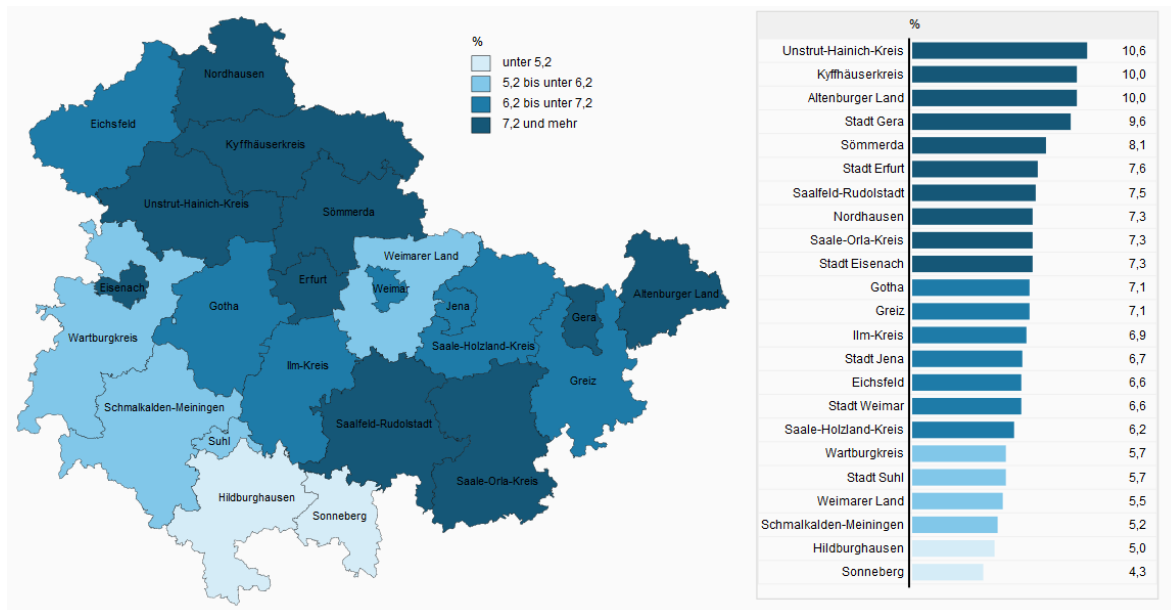 %
unter 5,2
5,2 bis unter 6,2
6,2 bis unter 7,2
7,2 und mehr
Nordhausen
Eichsfeld
Kyffhäuserkreis
Unstrut-Hainich-Kreis
Sömmerda
Weimarer Land
Erfurt
Eisenach
Weimar
Altenburger Land
Gotha
Jena
Gera
Wartburgkreis
Saale-Holzland-Kreis
Ilm-Kreis
Greiz
Schmalkalden-Meiningen
Saalfeld-Rudolstadt
Suhl
Saale-Orla-Kreis
Hildburghausen
Sonneberg
%
Unstrut-Hainich-Kreis 10,6
Kyffhäuserkreis 10,0
Altenburger Land 10,0
Stadt Gera 9,6
Sömmerda 8,1
Stadt Erfurt 7,6
Saalfeld-Rudolstadt 7,5
Nordhausen 7,3
Saale-Orla-Kreis 7,3
Stadt Eisenach 7,3
Gotha 7,1
Greiz 7,1
Ilm-Kreis 6,9
Stadt Jena 6,7
Eichsfeld 6,6
Stadt Weimar 6,6
Saale-Holzland-Kreis 6,2
Wartburgkreis 5,7
Stadt Suhl 5,7
Weimarer Land 5,5
Schmalkalden-Meiningen 5,2
Hildburghausen 5,0
Sonneberg 4,3